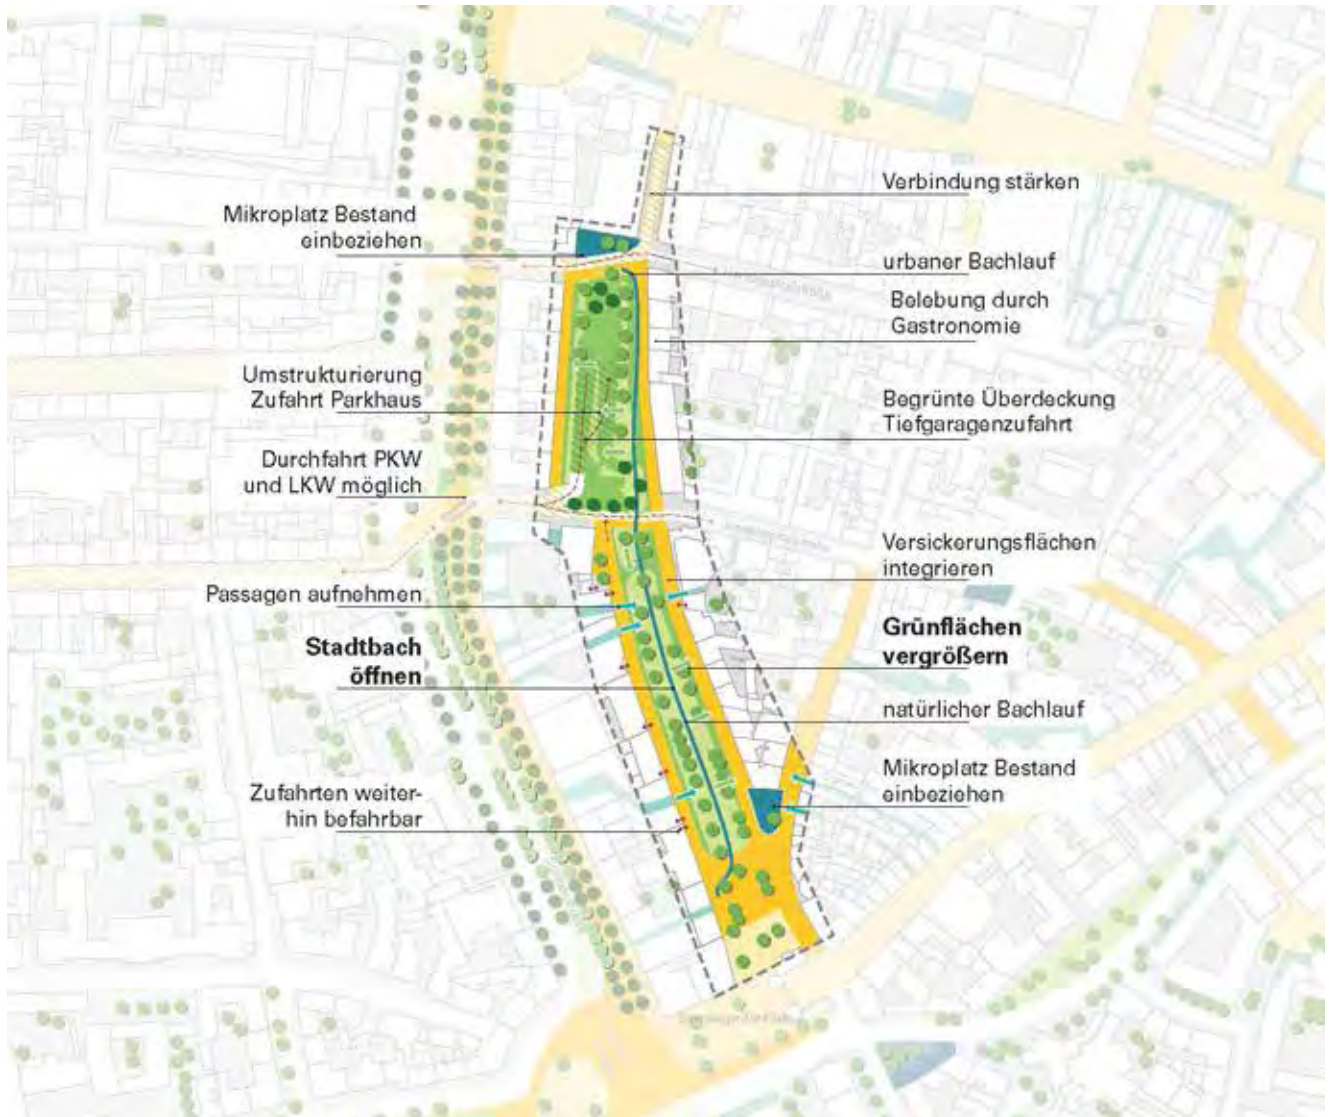 Verbindung stärken
Mikroplatz Bestand
einbeziehen
urbaner Bachlauf
Belebung durch
Gastronomie
Umstrukturierung
Zufahrt Parkhaus
Begrünte Überdeckung
Tiefgaragenzufahrt
Durchfahrt PKW
und LKW möglich
Versickerungsflächen
integrieren
Passagen aufnehmen
Grünflächen
vergrößern
Stadtbach
öffnen
natürlicher Bachlauf
Mikroplatz Bestand
einbeziehen
Zufahrten weiter-
hin befahrbar